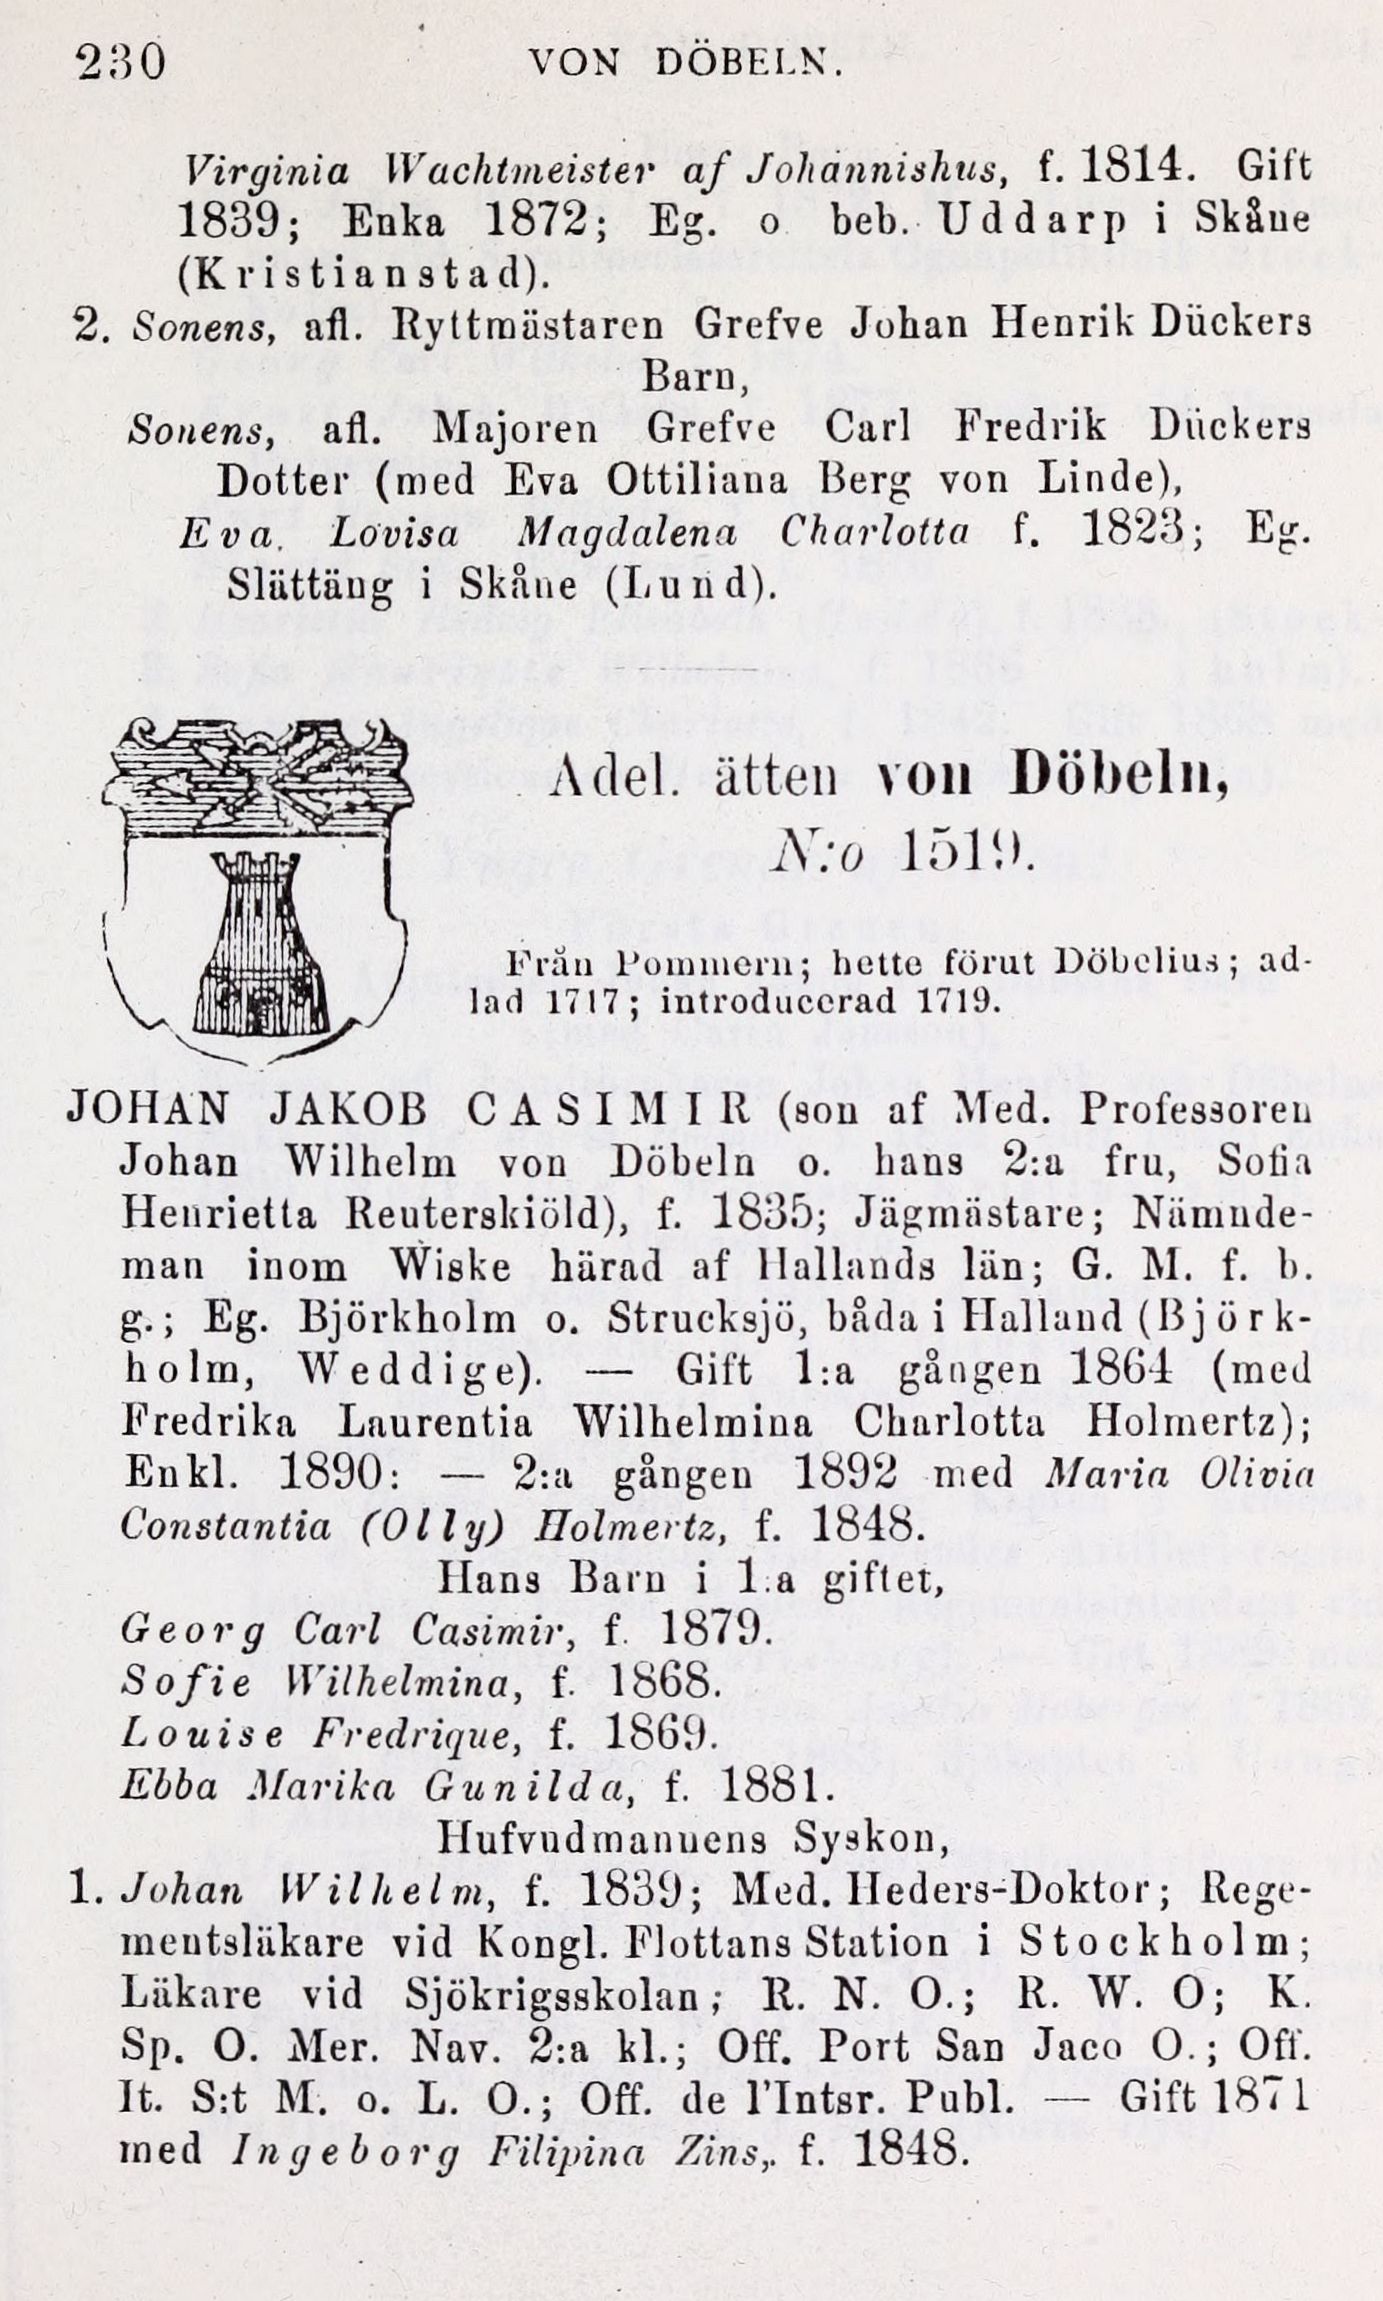 230 VON DÖBELN.
Virginia Wachtmeister af Johannishus, f. 1814. Gift
1839; Enka 1872; Eg. o beb. Uddarp i Skåne
(Kristianstad).
2. Sonens, afl. Ryttmästaren Grefve Johan Henrik Dückers
Barn,
Sonens, afl. Majoren Grefve Carl Fredrik Dückers
Dotter (med Eva Ottiliana Berg von Linde),
Eva. Lovisa Magdalena Charlotta f. 1823; Eg.
Slättäng i Skåne (Lund).
Adel. ätten von Döbeln,
N:o 1519.
Från Pommern; hette förut Döbelius; ad-
lad 1717; introducerad 1719.
JOHAN JAKOB CASIMIR (son af Med. Professoren
Johan Wilhelm von Döbeln o. hans 2:a fru, Sofia
Henrietta Reuterskiöld), f. 1835; Jägmästare; Nämnde-
man inom Wiske härad af Hallands län; G. M. f. b.
g.; Eg. Björkholm o. Strucksjö, båda i Halland (Björk-
holm, Weddige). — Gift 1:a gången 1864 (med
Fredrika Laurentia Wilhelmina Charlotta Holmertz);
Enkl. 1890: — 2:a gången 1892 med Maria Olivia
Constantia (Olly) Holmertz, f. 1848.
Hans Barn i 1:a giftet,
Georg Carl Casimir, f. 1879.
Sofie Wilhelmina, f. 1868.
Louise Fredrique, f. 1869.
Ebba Marika Gunilda, f. 1881.
Hufvudmannens Syskon,
1. Johan Wilhelm, f. 1839; Med. Heders-Doktor; Rege-
mentsläkare vid Kongl. Flottans Station i Stockholm;
Läkare vid Sjökrigsskolan; R. N. O.; R. W. O; K.
Sp. O. Mer. Nav. 2:a kl.; Off. Port San Jaco O.; Off.
It. S:t M. o. L. O.; Off. de l'Intsr. Publ. — Gift 1871
med Ingeborg Filipina Zins,. f. 1848.